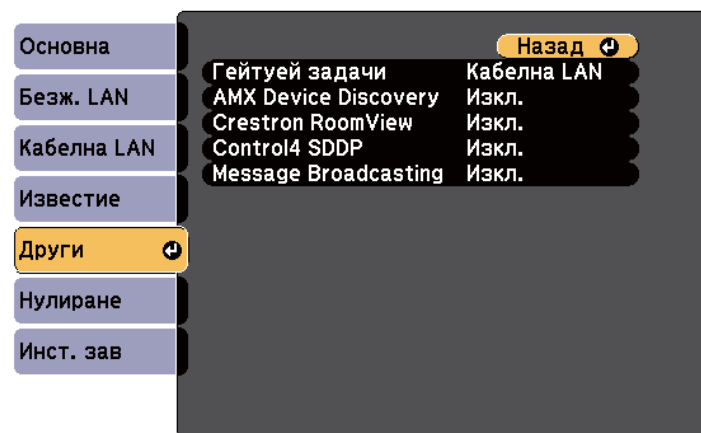 Основна
Безж. LAN
Кабелна LAN
Известие
Други
Нулиране
Инст. зав
Назад
Гейтуей задачи Кабелна LAN
AMX Device Discovery Изкл.
Crestron RoomView Изкл.
Control4 SDDP Изкл.
Message Broadcasting Изкл.